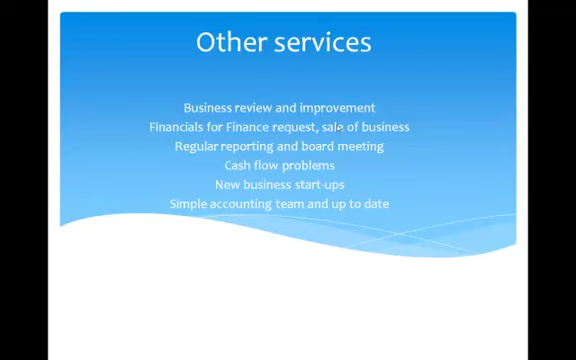 Other services
Business review and improvement
Financials for Finance request, sale of business
Regular reporting and board meeting
Cash flow problems
New business start-ups
Simple accounting team and up to date